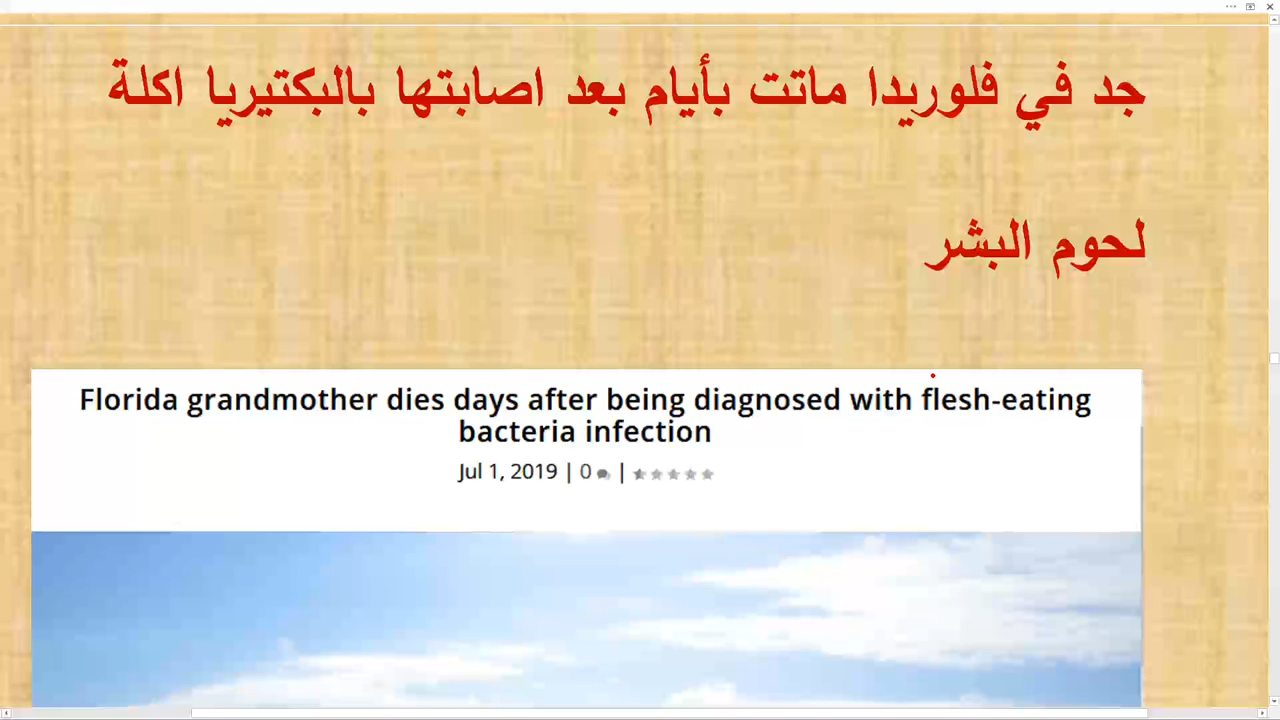 جد في فلوريدا ماتت بأيام بعد اصابتها بالبكتيريا اكلة
لحوم البشر
Florida grandmother dies days after being diagnosed with flesh-eating
bacteria infection
Jul 1, 2019 | 0 |